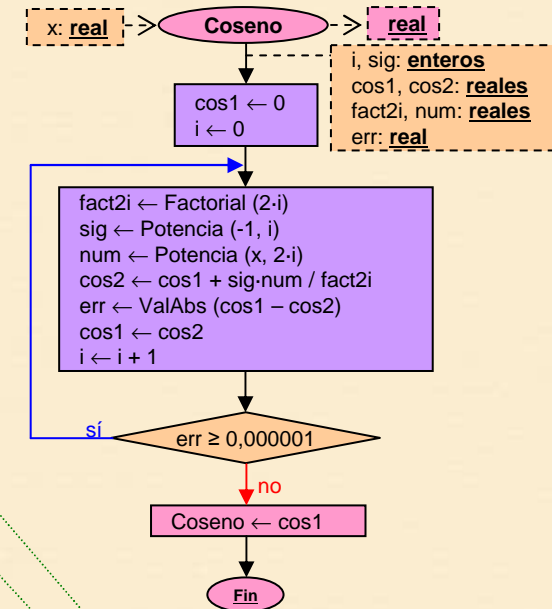 x: real
Coseno
real
i, sig: enteros
cos1, cos2: reales
fact2i, num: reales
err: real
cos1 ← 0
i ← 0
fact2i ← Factorial (2·i)
sig ← Potencia (-1, i)
num ← Potencia (x, 2·i)
cos2 ← cos1 + sig·num / fact2i
err ← ValAbs (cos1 – cos2)
cos1 ← cos2
i ← i + 1
sí
err ≥ 0,000001
no
Coseno ← cos1
Fin